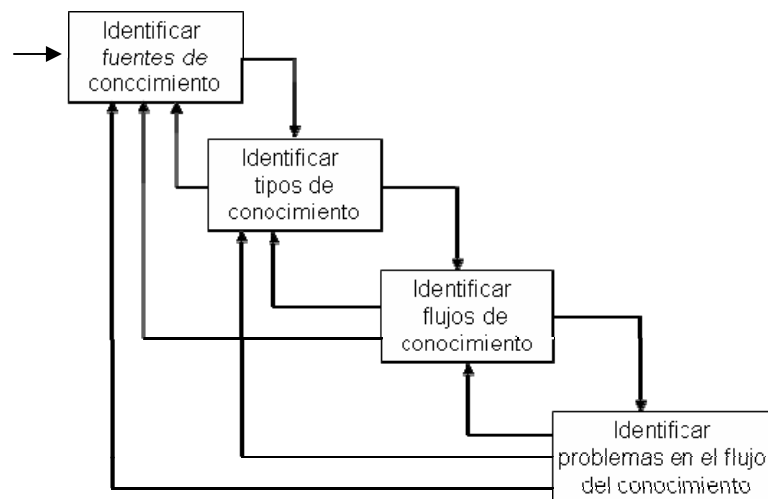 Identificar
fuentes de
conccimiento
Identificar
tipos de
conocimiento
Identificar
flujos de
conocimiento
Identificar
problemas en el flujo
del conocimiento